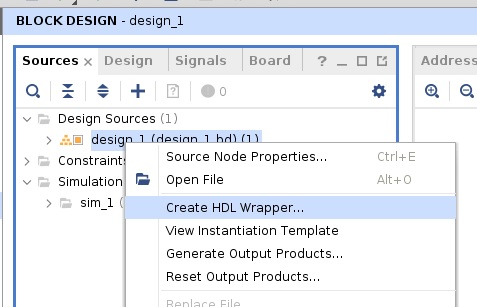 BLOCK DESIGN - design_1
Sources × Design Signals Board ? Address
0
Design Sources (1)
design_1 (design_1.bd) (1)
Constraints
Source Node Properties... Ctrl+E
Simulation
Open File Alt+O
sim_1 (
Create HDL Wrapper...
View Instantiation Template
Generate Output Products...
Reset Output Products...
Replace File